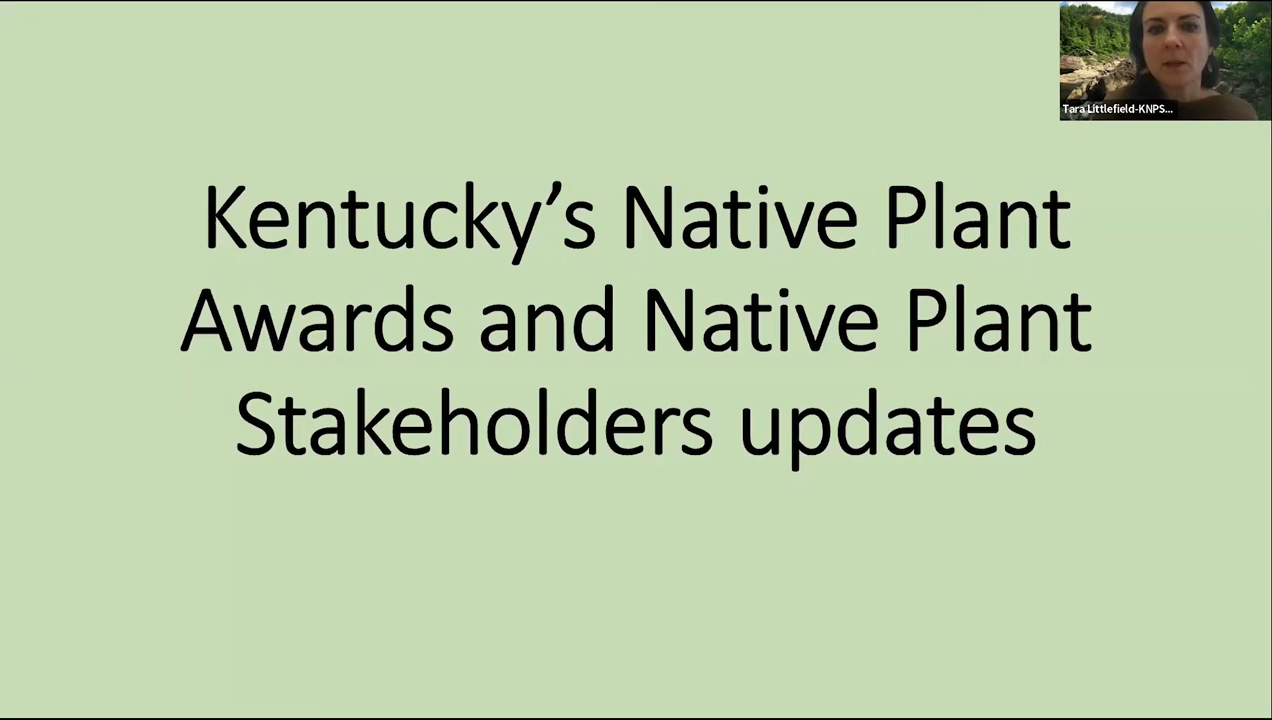 Tara Littlefield-KNPS...
Kentucky’s Native Plant
Awards and Native Plant
Stakeholders updates